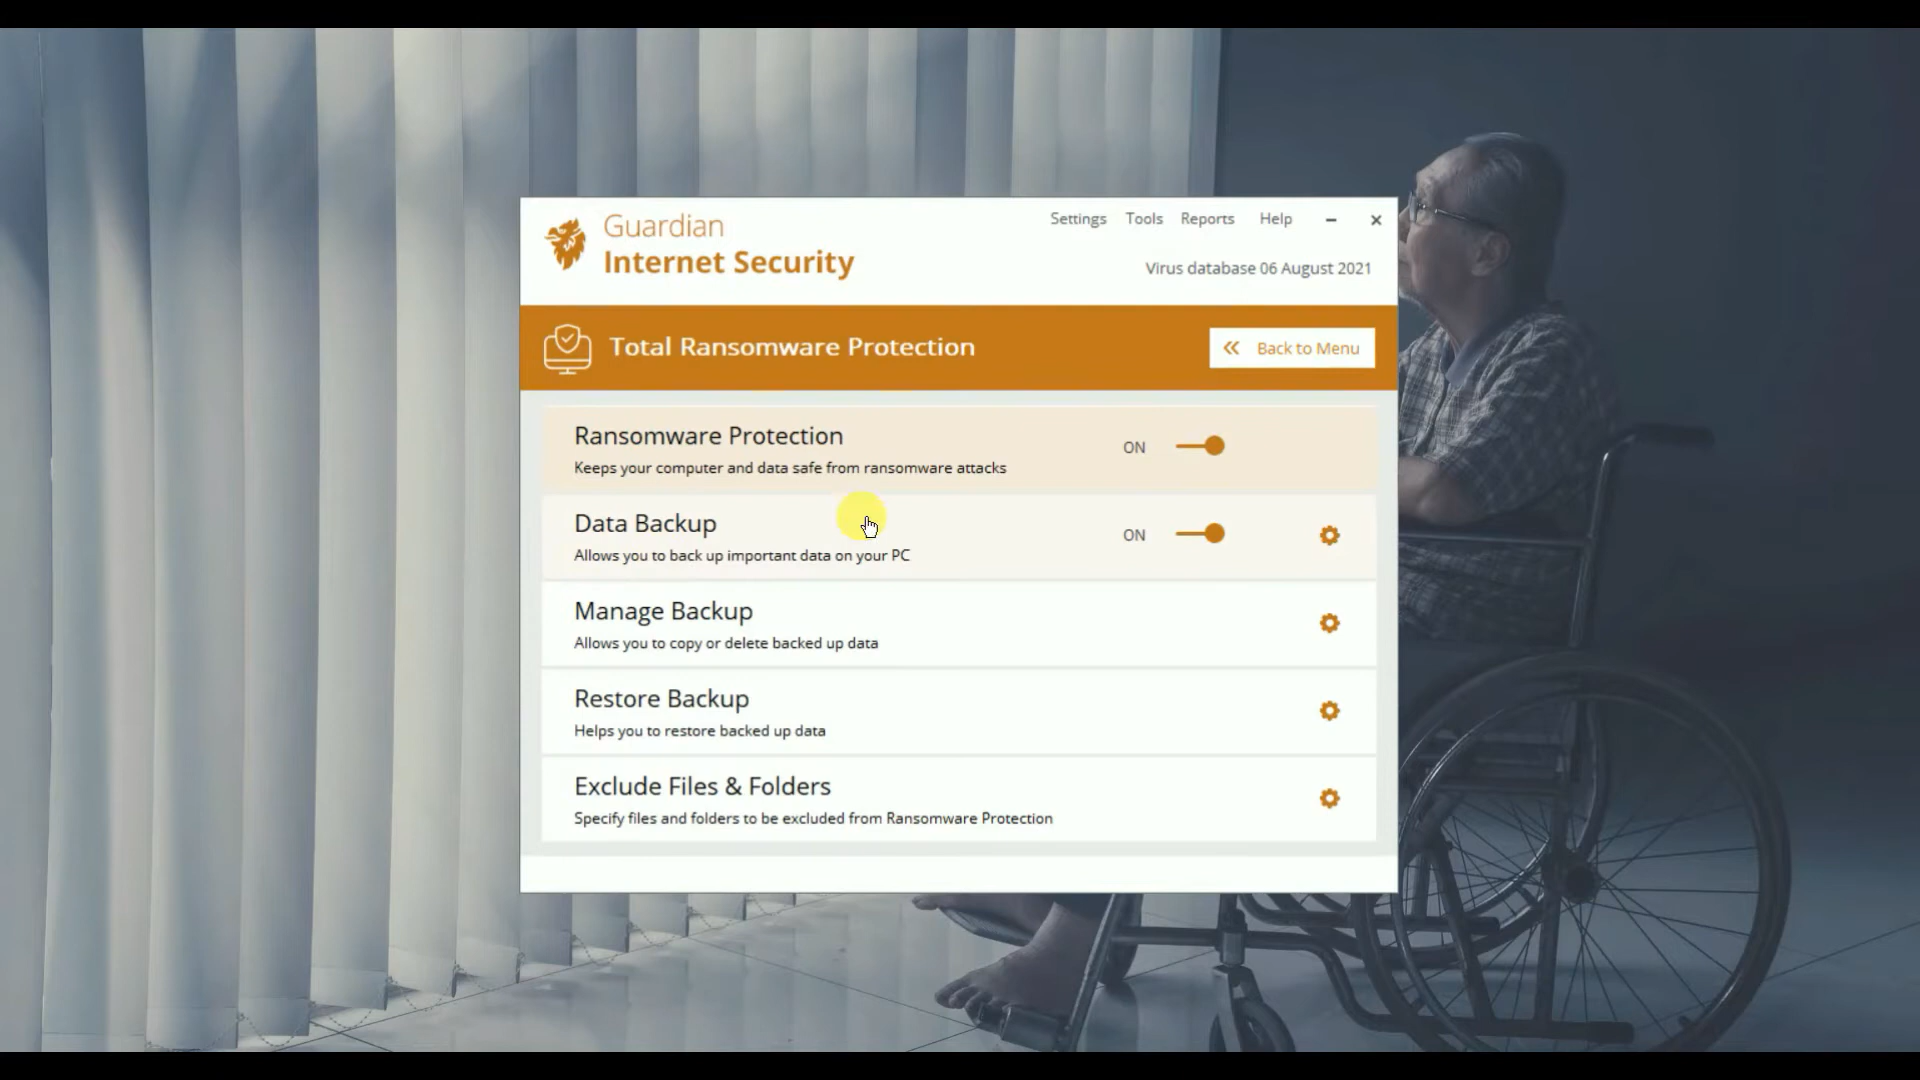 Guardian
Internet Security
Settings Tools Reports Help
Virus database 06 August 2021
Total Ransomware Protection
Back to Menu
Ransomware Protection
Keeps your computer and data safe from ransomware attacks
ON
Data Backup
Allows you to back up important data on your PC
ON
Manage Backup
Allows you to copy or delete backed up data
Restore Backup
Helps you to restore backed up data
Exclude Files & Folders
Specify files and folders to be excluded from Ransomware Protection